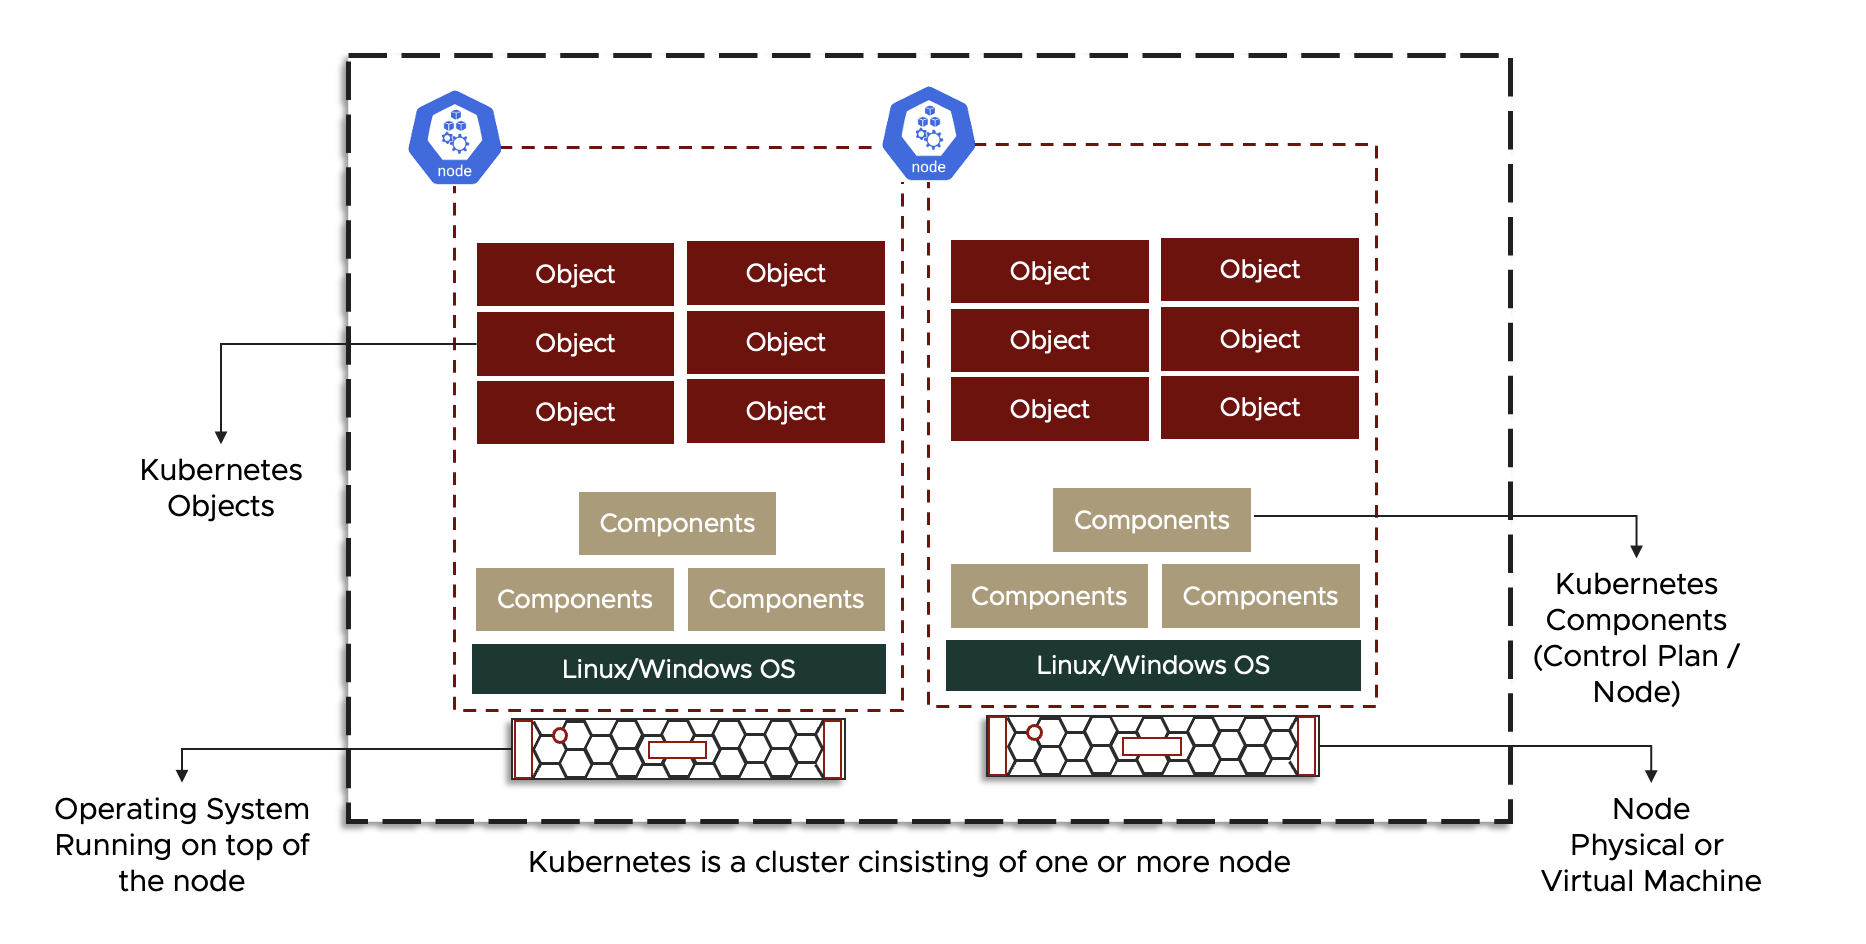 node
node
Object
Object
Object
Object
Object
Object
Object
Object
Object
Object
Object
Object
Kubernetes
Objects
Components
Components
Components
Components
Components
Components
Kubernetes
Components
(Control Plan /
Node)
Linux/Windows OS
Linux/Windows OS
Operating System
Running on top of
the node
Node
Physical or
Virtual Machine
Kubernetes is a cluster cinsisting of one or more node